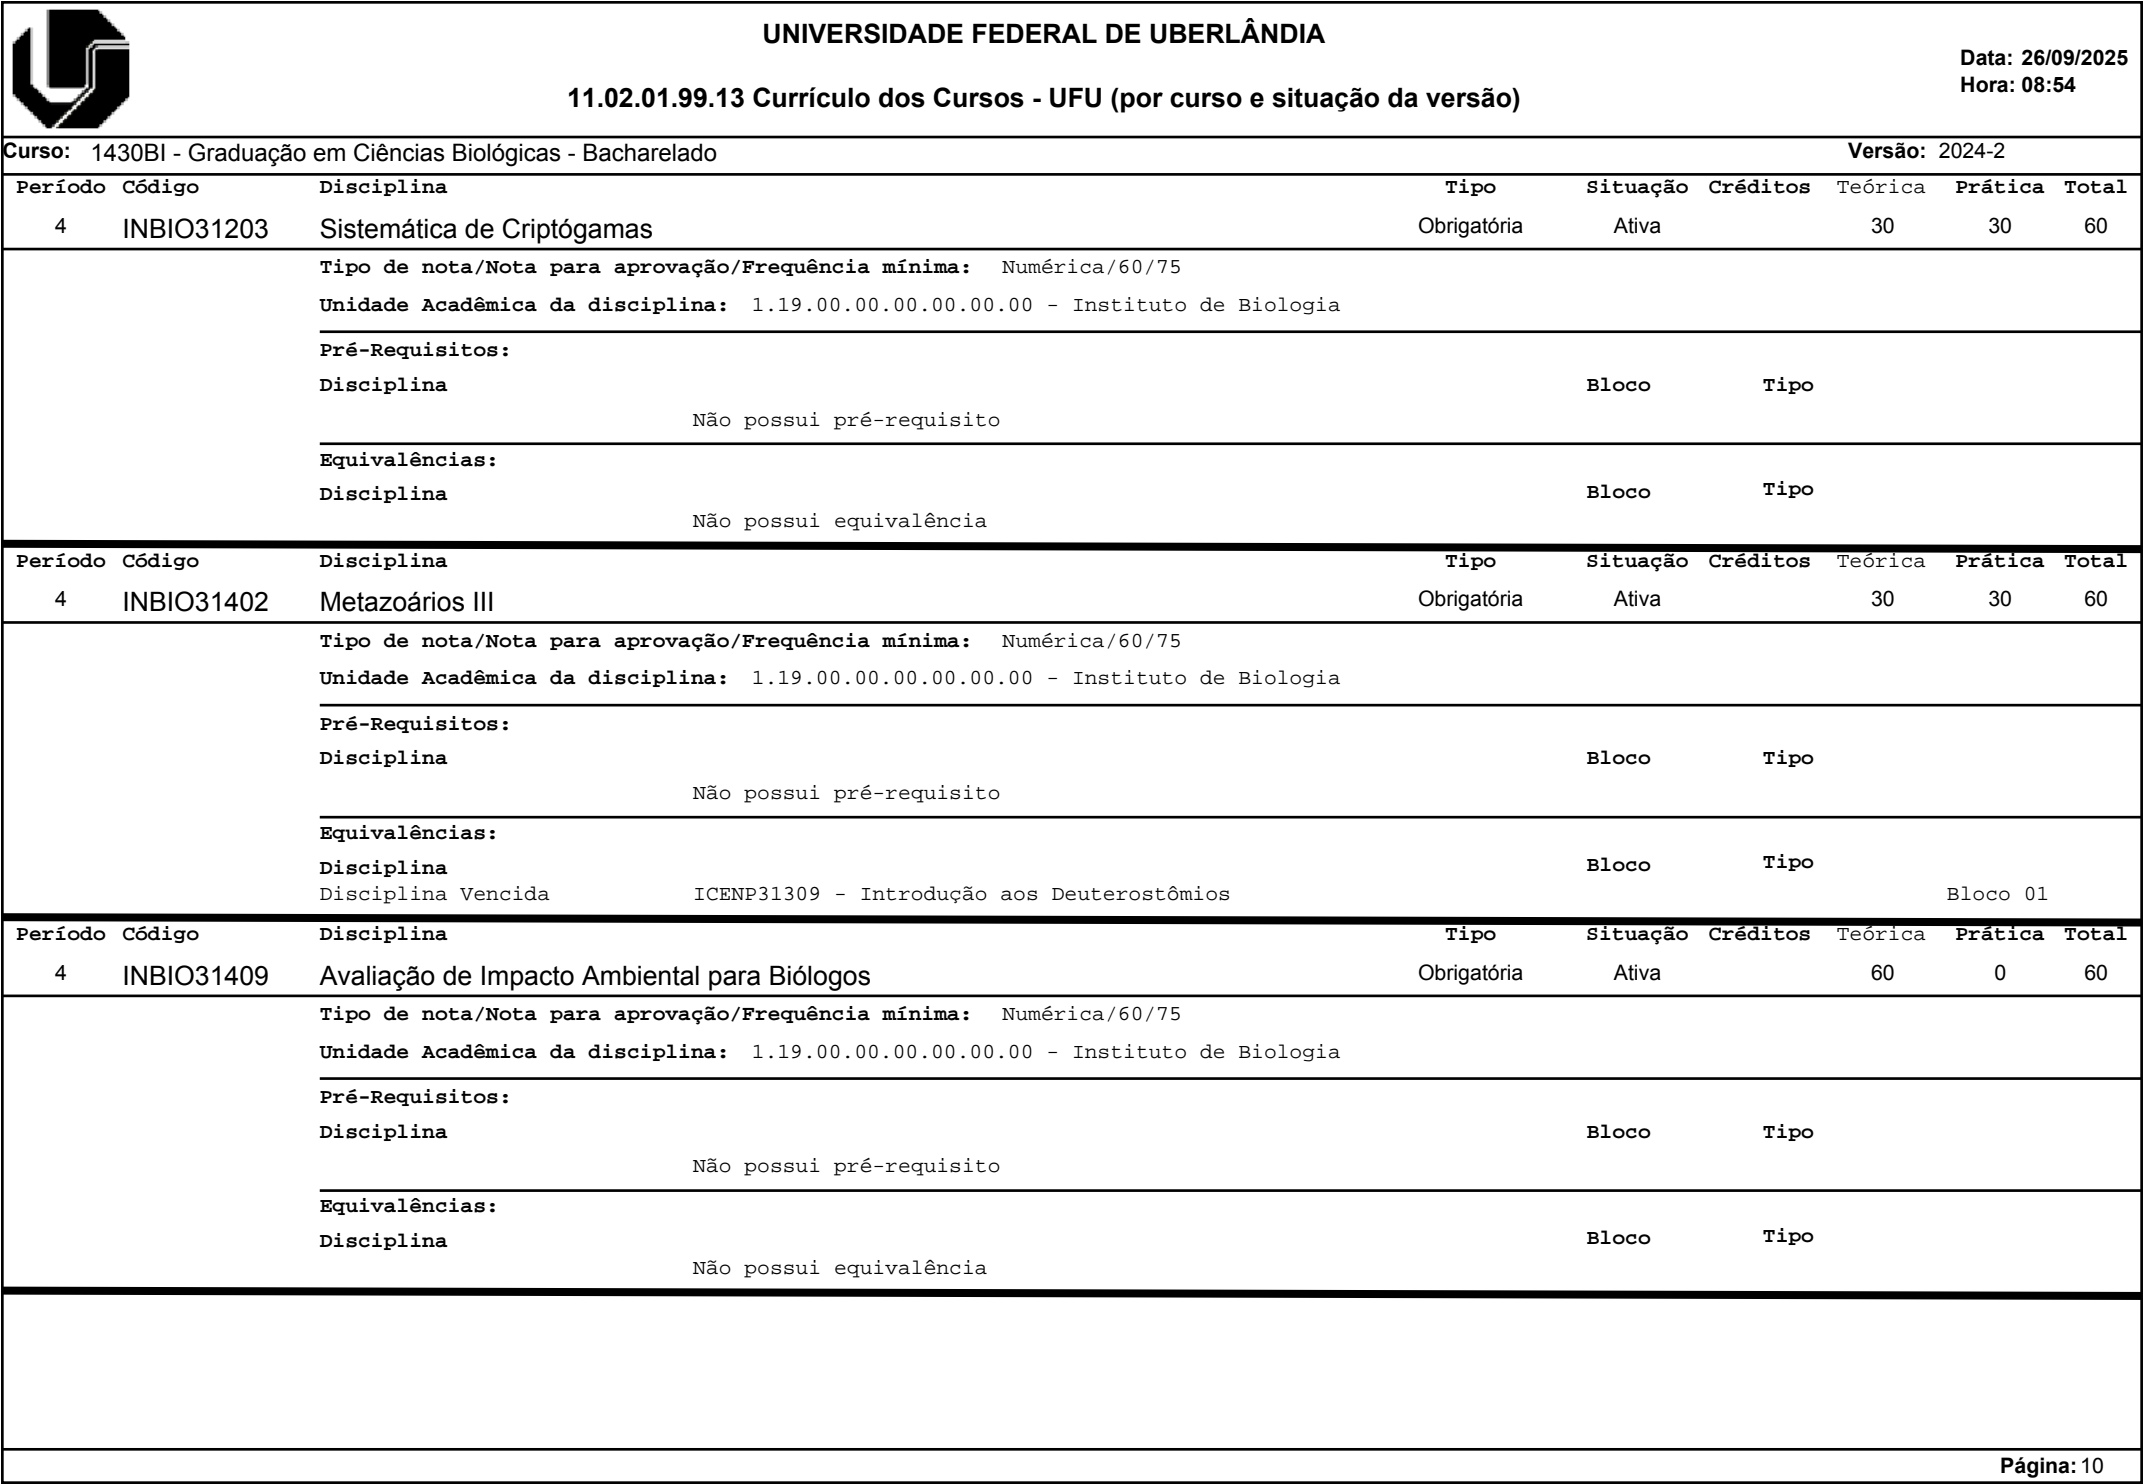 UNIVERSIDADE FEDERAL DE UBERLÂNDIA
Data: 26/09/2025
Hora: 08:54
11.02.01.99.13 Currículo dos Cursos - UFU (por curso e situação da versão)
Curso: 1430BI - Graduação em Ciências Biológicas - Bacharelado Versão: 2024-2
Período Código Disciplina Tipo Situação Créditos Teórica Prática Total
4 INBIO31203 Sistemática de Criptógamas Obrigatória Ativa 30 30 60
Tipo de nota/Nota para aprovação/Frequência mínima: Numérica/60/75
Unidade Acadêmica da disciplina: 1.19.00.00.00.00.00.00 - Instituto de Biologia
Pré-Requisitos:
Disciplina Bloco Tipo
Não possui pré-requisito
Equivalências:
Disciplina Bloco Tipo
Não possui equivalência
Período Código Disciplina Tipo Situação Créditos Teórica Prática Total
4 INBIO31402 Metazoários III Obrigatória Ativa 30 30 60
Tipo de nota/Nota para aprovação/Frequência mínima: Numérica/60/75
Unidade Acadêmica da disciplina: 1.19.00.00.00.00.00.00 - Instituto de Biologia
Pré-Requisitos:
Disciplina Bloco Tipo
Não possui pré-requisito
Equivalências:
Disciplina Bloco Tipo
Disciplina Vencida ICENP31309 - Introdução aos Deuterostômios Bloco 01
Período Código Disciplina Tipo Situação Créditos Teórica Prática Total
4 INBIO31409 Avaliação de Impacto Ambiental para Biólogos Obrigatória Ativa 60 0 60
Tipo de nota/Nota para aprovação/Frequência mínima: Numérica/60/75
Unidade Acadêmica da disciplina: 1.19.00.00.00.00.00.00 - Instituto de Biologia
Pré-Requisitos:
Disciplina Bloco Tipo
Não possui pré-requisito
Equivalências:
Disciplina Bloco Tipo
Não possui equivalência
Página: 10